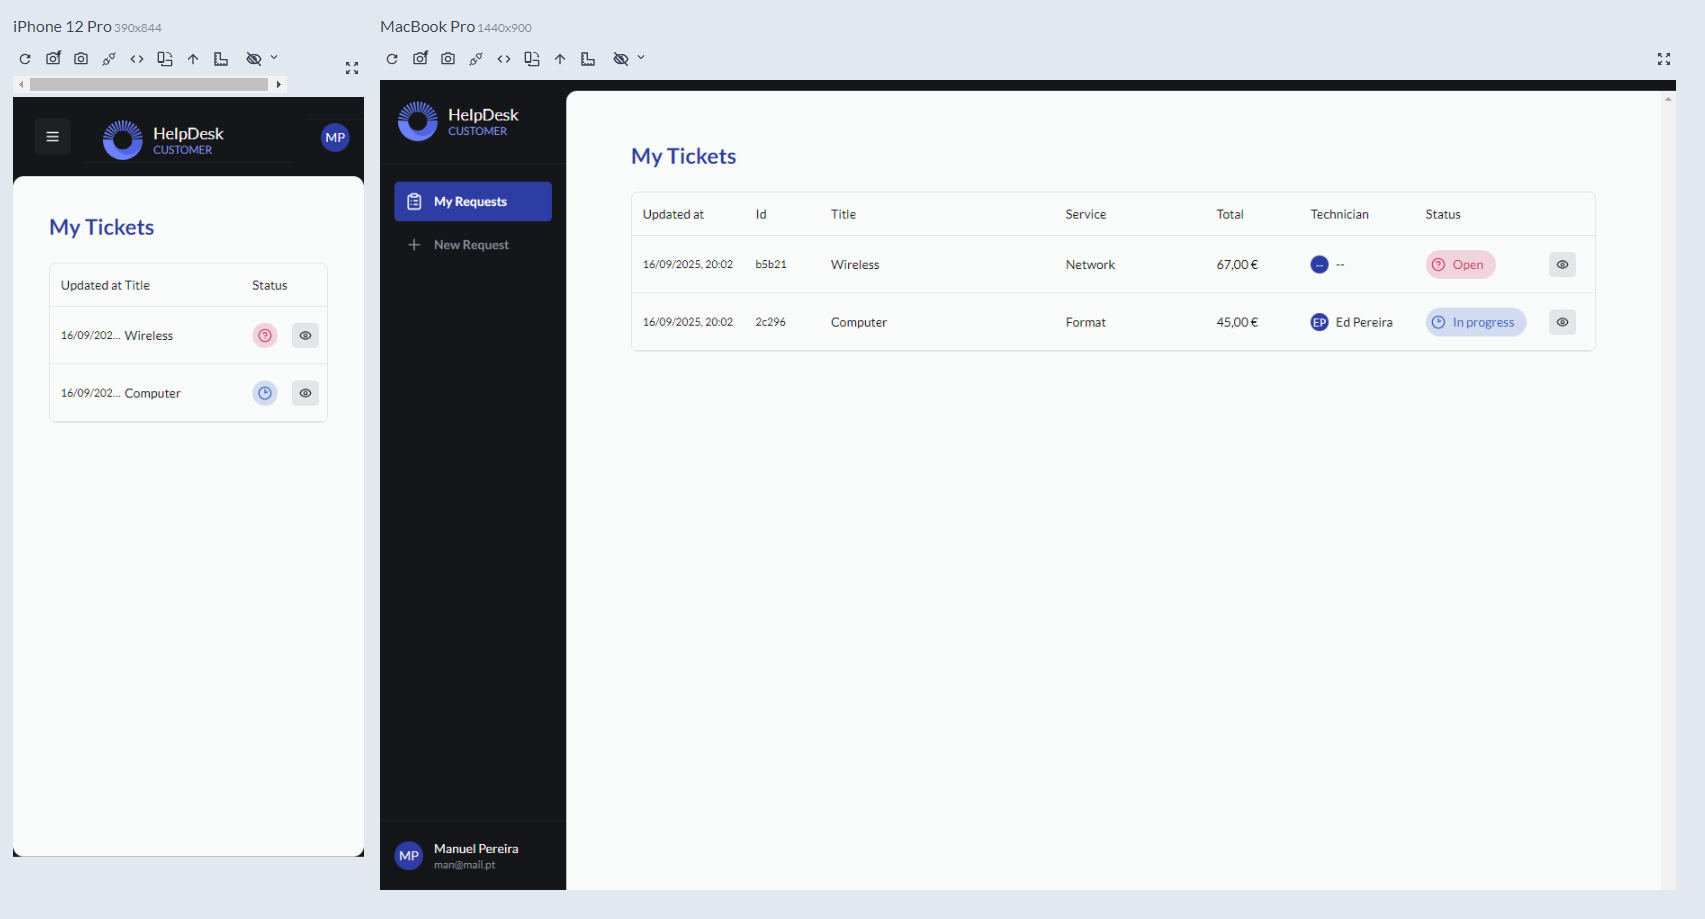 iPhone 12 Pro 390x844
HelpDesk
CUSTOMER
MP
My Tickets
Updated at Title Status
16/09/202... Wireless
16/09/202... Computer
MacBook Pro 1440x900
HelpDesk
CUSTOMER
My Requests
New Request
My Tickets
Updated at Id Title Service Total Technician Status
16/09/2025, 20:02 b5b21 Wireless Network 67,00 € -- -- Open
16/09/2025, 20:02 2c296 Computer Format 45,00 € EP Ed Pereira In progress
MP
Manuel Pereira
man@mail.pt